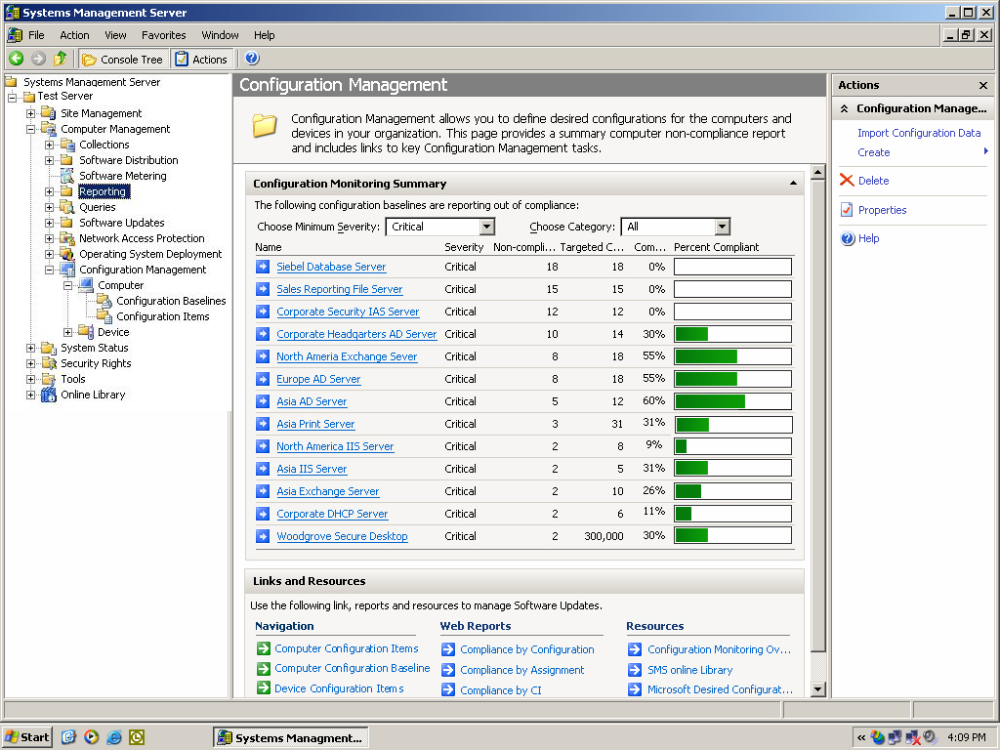 Systems Management Server
File Action View Favorites Window Help
Console Tree Actions
Systems Management Server
Test Server
Site Management
Computer Management
Collections
Software Distribution
Software Metering
Reporting
Queries
Software Updates
Network Access Protection
Operating System Deployment
Configuration Management
Computer
Configuration Baselines
Configuration Items
Device
System Status
Security Rights
Tools
Online Library
Configuration Management
Configuration Management allows you to define desired configurations for the computers and
devices in your organization. This page provides a summary computer non-compliance report
and includes links to key Configuration Management tasks.
Configuration Monitoring Summary
The following configuration baselines are reporting out of compliance:
Choose Minimum Severity: Critical Choose Category: All
Name Severity Non-compli... Targeted C... Com... Percent Compliant
Siebel Database Server Critical 18 18 0%
Sales Reporting File Server Critical 15 15 0%
Corporate Security IAS Server Critical 12 12 0%
Corporate Headqarters AD Server Critical 10 14 30%
North Ameria Exchange Sever Critical 8 18 55%
Europe AD Server Critical 8 18 55%
Asia AD Server Critical 5 12 60%
Asia Print Server Critical 3 31 31%
North America IIS Server Critical 2 8 9%
Asia IIS Server Critical 2 5 31%
Asia Exchange Server Critical 2 10 26%
Corporate DHCP Server Critical 2 6 11%
Woodgrove Secure Desktop Critical 2 300,000 30%
Links and Resources
Use the following link, reports and resources to manage Software Updates.
Navigation Web Reports Resources
Computer Configuration Items Compliance by Configuration Configuration Monitoring Ov...
Computer Configuration Baseline Compliance by Assignment SMS online Library
Device Configuration Items Compliance by CI Microsoft Desired Configurat...
Actions
Configuration Manage...
Import Configuration Data
Create
Delete
Properties
Help
Start Systems Managment... 4:09 PM